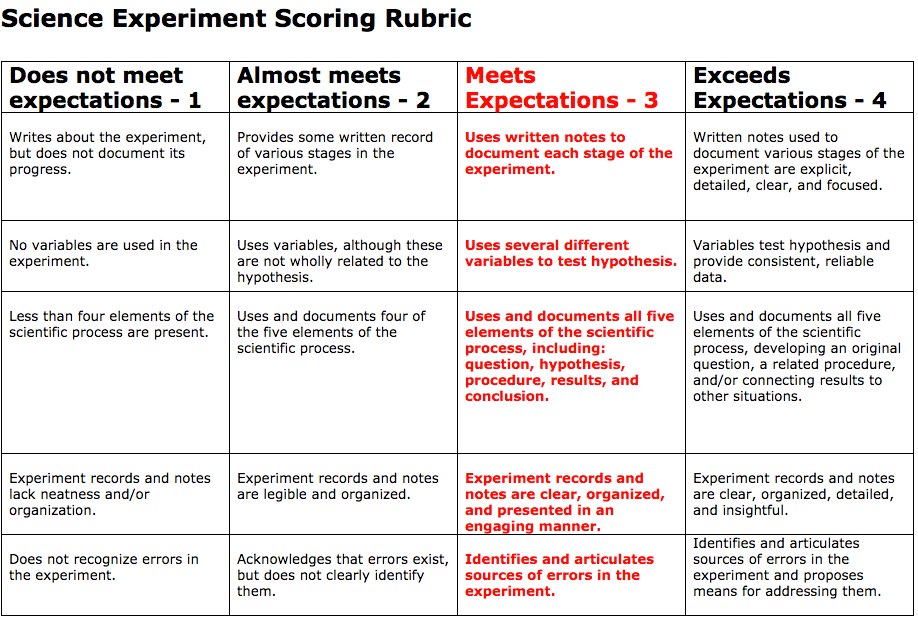 Science Experiment Scoring Rubric
Does not meet
expectations - 1
Almost meets
expectations - 2
Meets
Expectations - 3
Exceeds
Expectations - 4
Writes about the experiment,
but does not document its
progress.
Provides some written record
of various stages in the
experiment.
Uses written notes to
document each stage of the
experiment.
Written notes used to
document various stages of the
experiment are explicit,
detailed, clear, and focused.
No variables are used in the
experiment.
Uses variables, although these
are not wholly related to the
hypothesis.
Uses several different
variables to test hypothesis.
Variables test hypothesis and
provide consistent, reliable
data.
Less than four elements of the
scientific process are present.
Uses and documents four of
the five elements of the
scientific process.
Uses and documents all five
elements of the scientific
process, including:
question, hypothesis,
procedure, results, and
conclusion.
Uses and documents all five
elements of the scientific
process, developing an original
question, a related procedure,
and/or connecting results to
other situations.
Experiment records and notes
lack neatness and/or
organization.
Experiment records and notes
are legible and organized.
Experiment records and
notes are clear, organized,
and presented in an
engaging manner.
Experiment records and notes
are clear, organized, detailed,
and insightful.
Does not recognize errors in
the experiment.
Acknowledges that errors exist,
but does not clearly identify
them.
Identifies and articulates
sources of errors in the
experiment.
Identifies and articulates
sources of errors in the
experiment and proposes
means for addressing them.